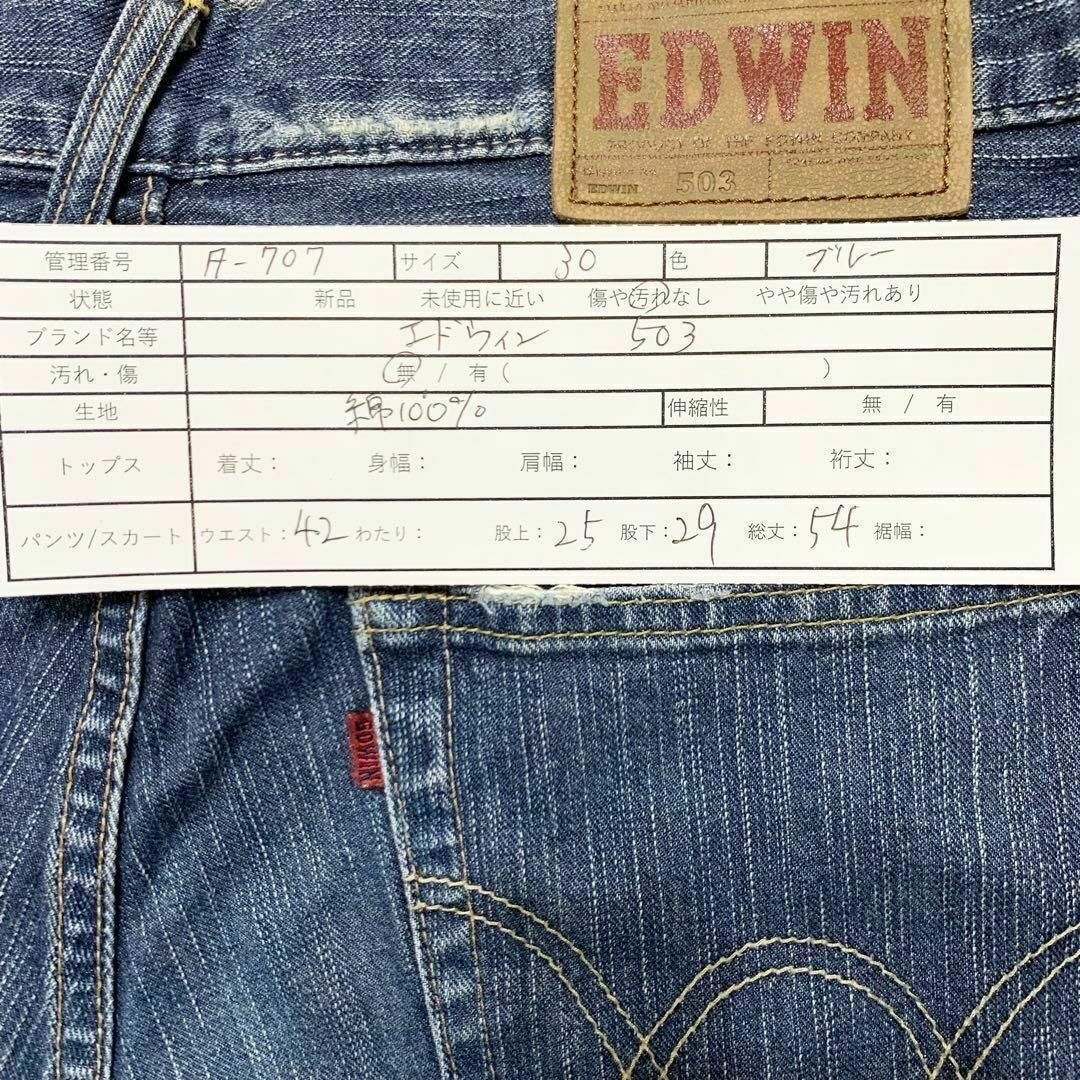 EDWIN
PRODUCT OF THE EDWIN COMPANY
EDWIN 503
管理番号 A-707 サイズ 30 色 ブルー
状態 新品 未使用に近い 傷や汚れなし やや傷や汚れあり
ブランド名等 エドウィン 503
汚れ・傷 無 / 有 ( )
生地 綿100% 伸縮性 無 / 有
トップス 着丈: 身幅: 肩幅: 袖丈: 裄丈:
パンツ/スカート ウエスト:42 わたり: 股上:25 股下:29 総丈:54 裾幅:
EDWIN